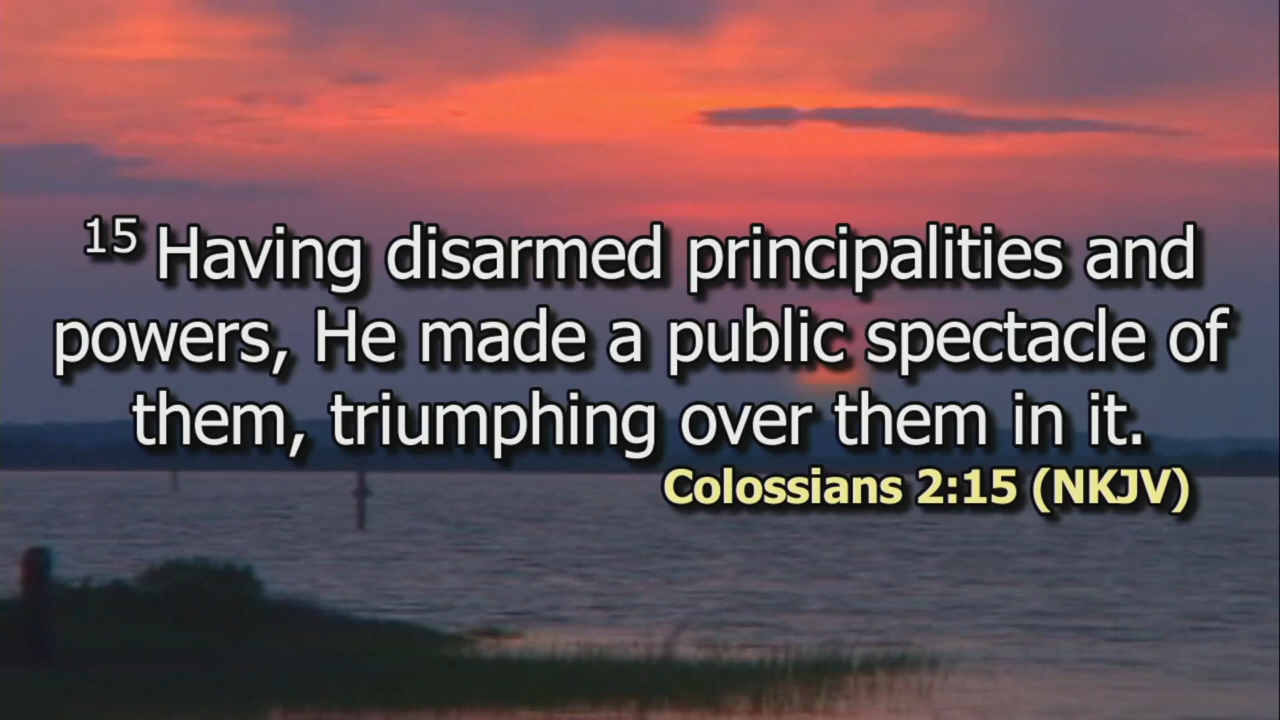 15 Having disarmed principalities and
powers, He made a public spectacle of
them, triumphing over them in it.
Colossians 2:15 (NKJV)